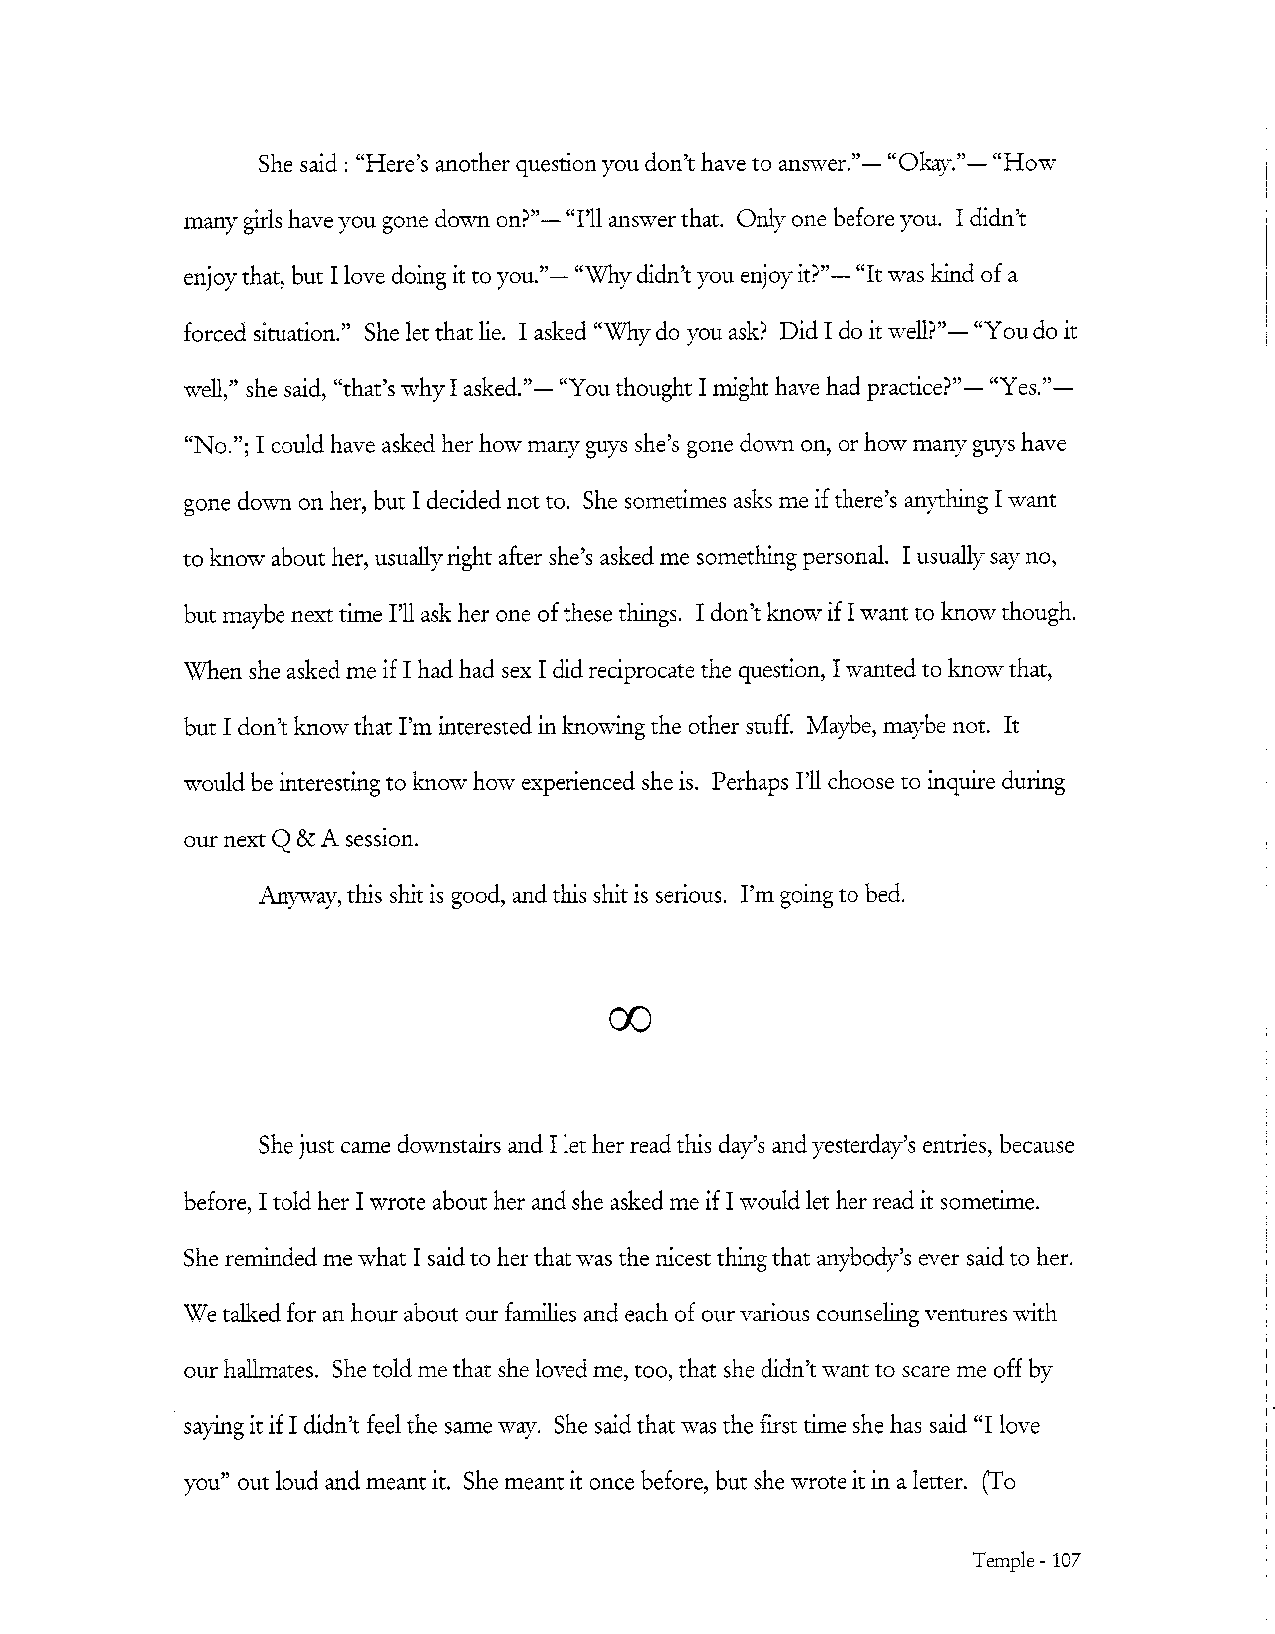 She said : “Here’s another question you don’t have to answer.”— “Okay.”— “How
many girls have you gone down on?”— “I’ll answer that. Only one before you. I didn’t
enjoy that, but I love doing it to you.”— “Why didn’t you enjoy it?”— “It was kind of a
forced situation.” She let that lie. I asked “Why do you ask? Did I do it well?”— “You do it
well,” she said, “that’s why I asked.”— “You thought I might have had practice?”— “Yes.”—
“No.”; I could have asked her how many guys she’s gone down on, or how many guys have
gone down on her, but I decided not to. She sometimes asks me if there’s anything I want
to know about her, usually right after she’s asked me something personal. I usually say no,
but maybe next time I’ll ask her one of these things. I don’t know if I want to know though.
When she asked me if I had had sex I did reciprocate the question, I wanted to know that,
but I don’t know that I’m interested in knowing the other stuff. Maybe, maybe not. It
would be interesting to know how experienced she is. Perhaps I’ll choose to inquire during
our next Q & A session.
Anyway, this shit is good, and this shit is serious. I’m going to bed.
∞
She just came downstairs and I let her read this day’s and yesterday’s entries, because
before, I told her I wrote about her and she asked me if I would let her read it sometime.
She reminded me what I said to her that was the nicest thing that anybody’s ever said to her.
We talked for an hour about our families and each of our various counseling ventures with
our hallmates. She told me that she loved me, too, that she didn’t want to scare me off by
saying it if I didn’t feel the same way. She said that was the first time she has said “I love
you” out loud and meant it. She meant it once before, but she wrote it in a letter. (To
Temple - 107